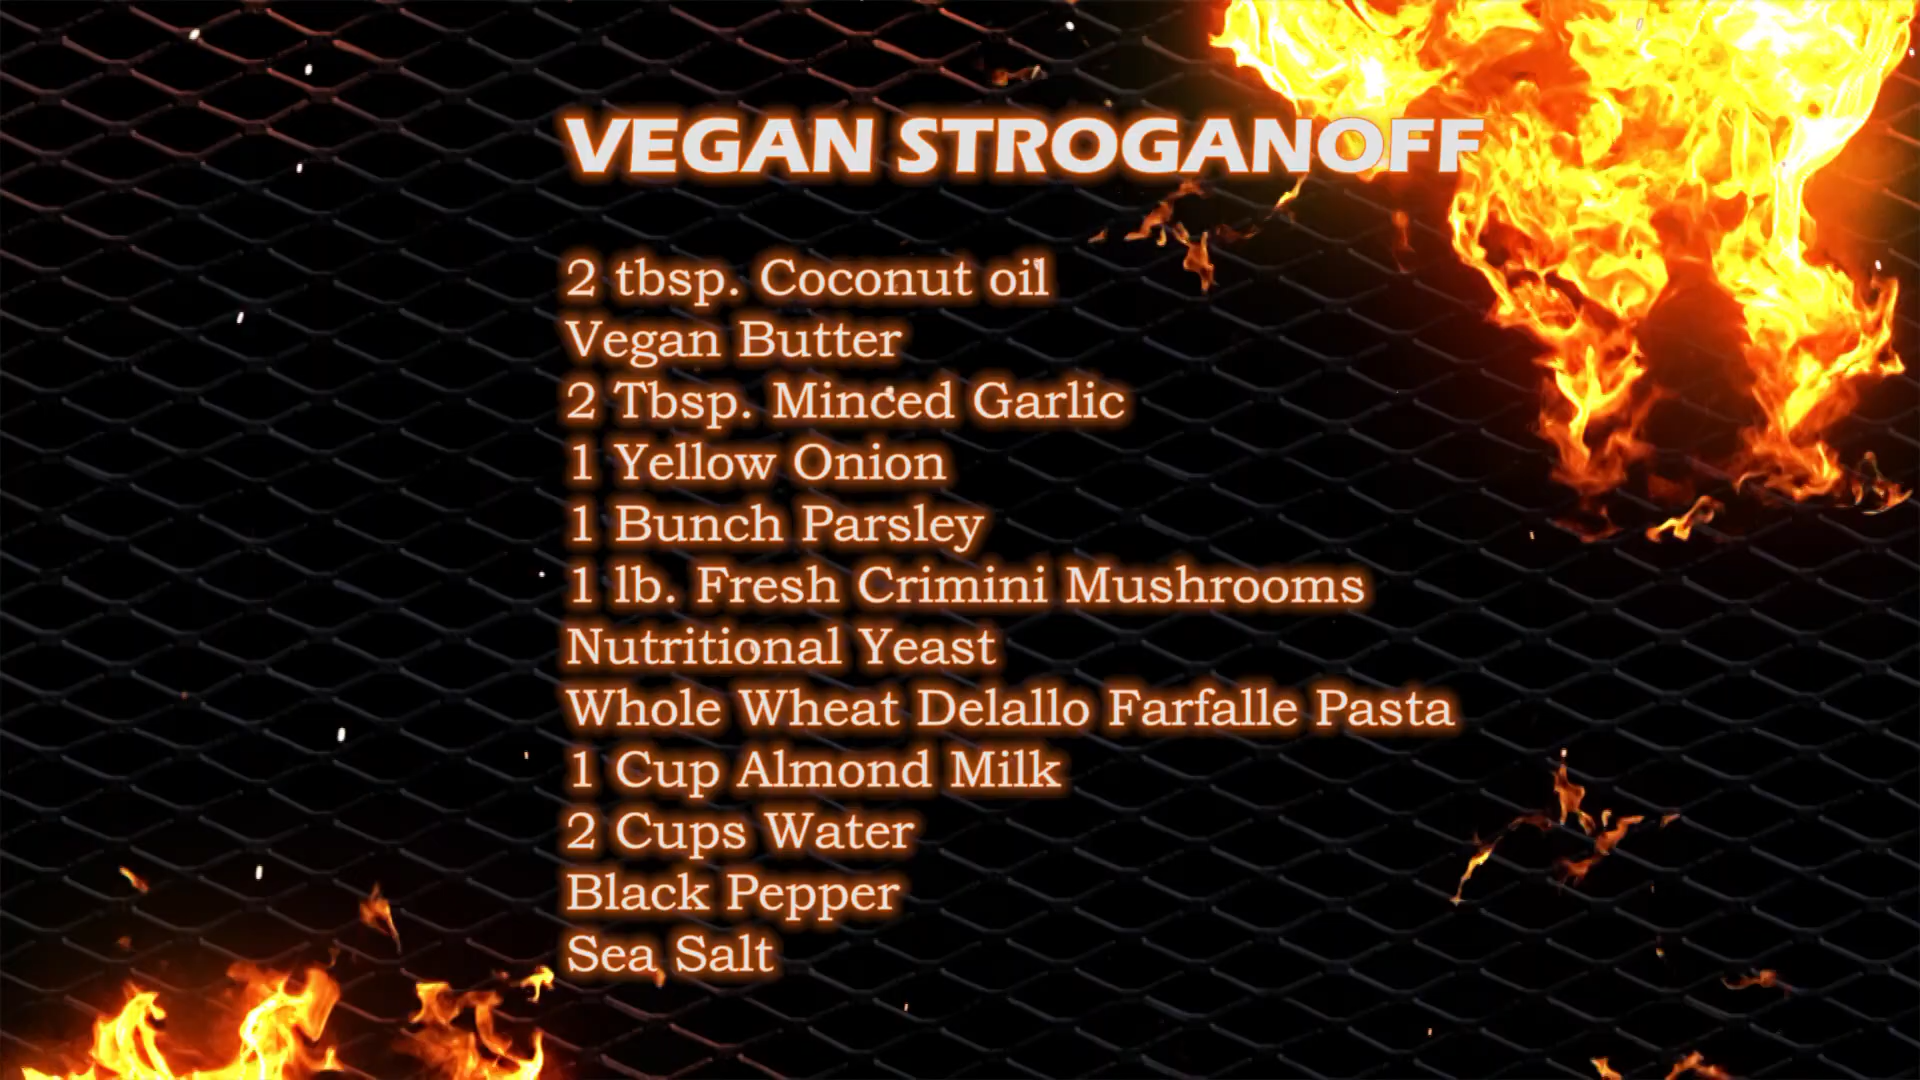 VEGAN STROGANOFF
2 tbsp. Coconut oil
Vegan Butter
2 Tbsp. Minced Garlic
1 Yellow Onion
1 Bunch Parsley
1 lb. Fresh Crimini Mushrooms
Nutritional Yeast
Whole Wheat Delallo Farfalle Pasta
1 Cup Almond Milk
2 Cups Water
Black Pepper
Sea Salt